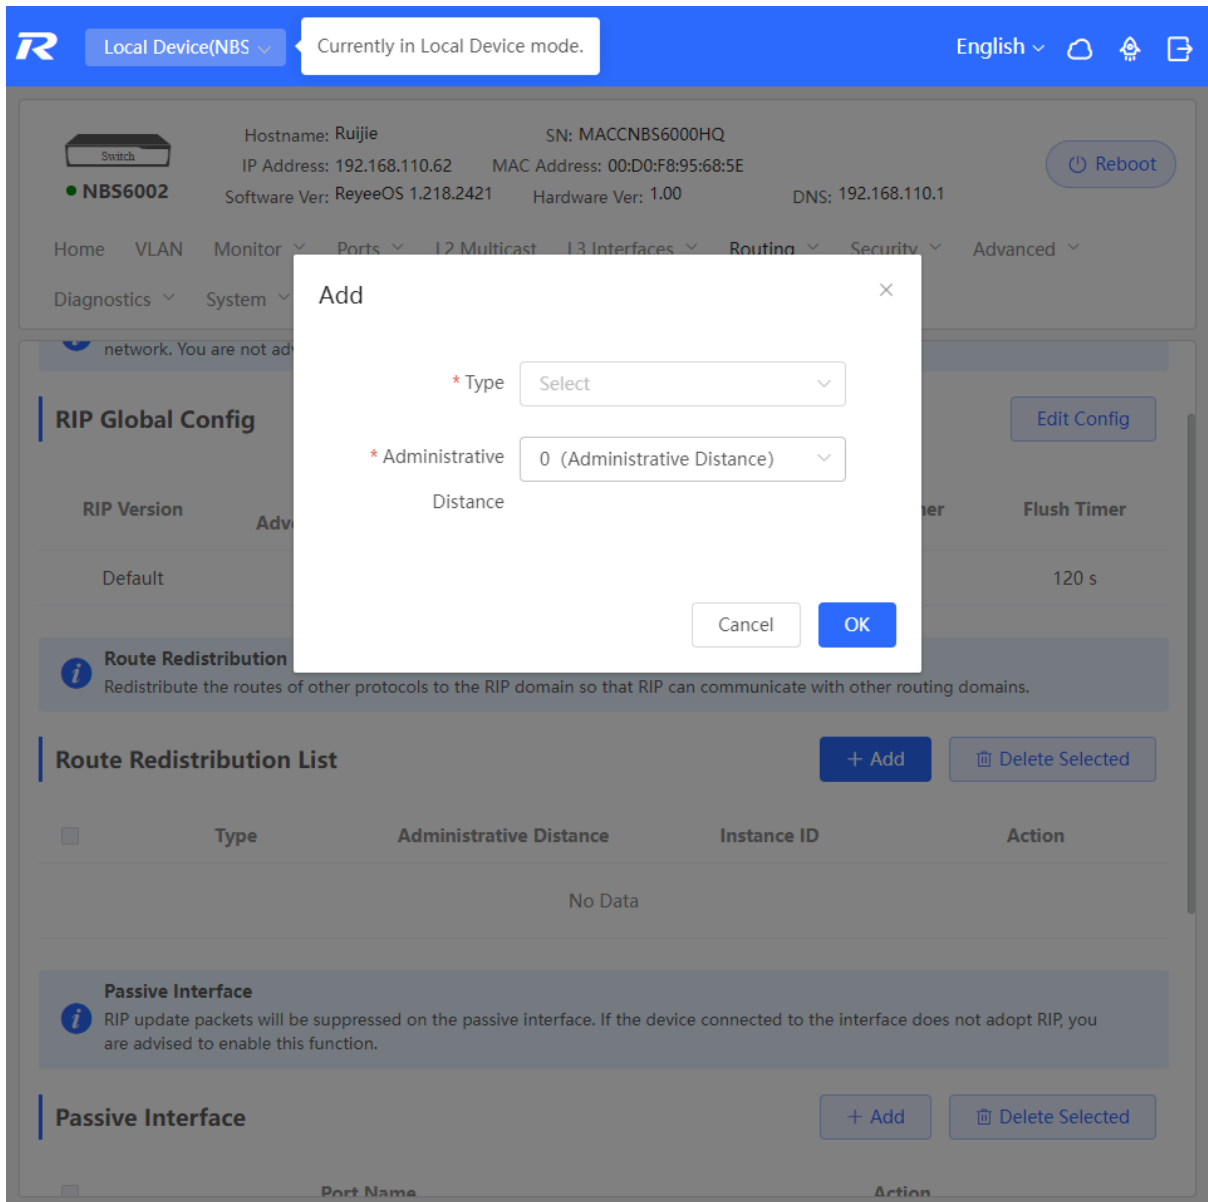 Local Device(NBS
Currently in Local Device mode.
English
Switch
NBS6002
Hostname: Ruijie
SN: MACCNBS6000HQ
IP Address: 192.168.110.62
MAC Address: 00:D0:F8:95:68:5E
Software Ver: ReyeeOS 1.218.2421
Hardware Ver: 1.00
DNS: 192.168.110.1
Reboot
Home VLAN Monitor Ports L2 Multicast L3 Interfaces Routing Security Advanced
Diagnostics System
network. You are not ad
Add
* Type
Select
* Administrative
Distance
0 (Administrative Distance)
Cancel
OK
RIP Global Config
Edit Config
RIP Version
Adv
er
Flush Timer
Default
120 s
Route Redistribution
Redistribute the routes of other protocols to the RIP domain so that RIP can communicate with other routing domains.
Route Redistribution List
+ Add
Delete Selected
Type Administrative Distance Instance ID Action
No Data
Passive Interface
RIP update packets will be suppressed on the passive interface. If the device connected to the interface does not adopt RIP, you
are advised to enable this function.
Passive Interface
+ Add
Delete Selected
Port Name Action